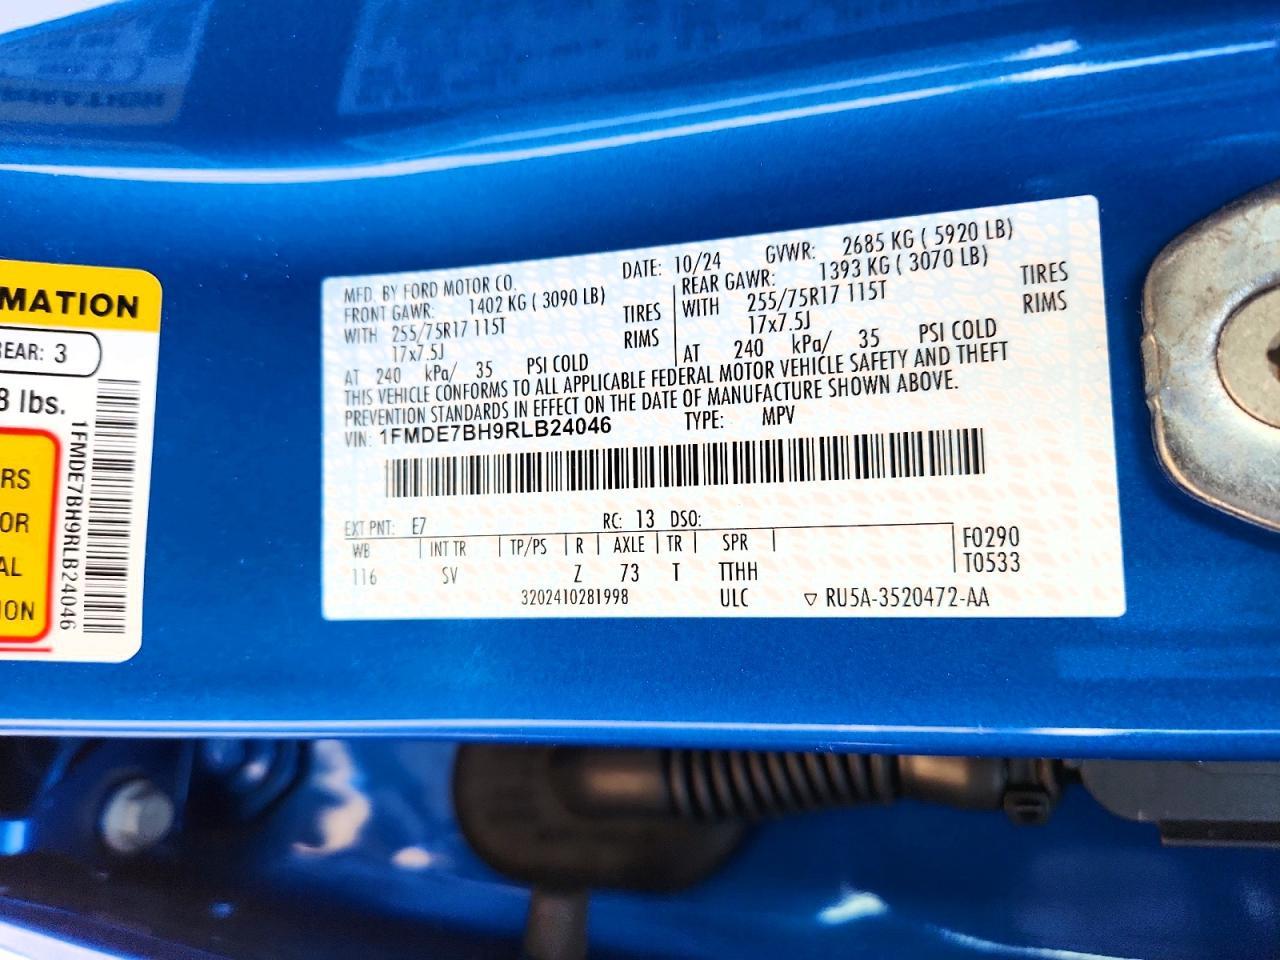 MATION
EAR: 3
8 lbs.
RS
OR
AL
ION
1FMDE7BH9RLB24046
MFD. BY FORD MOTOR CO. DATE: 10/24 GVWR: 2685 KG ( 5920 LB)
FRONT GAWR: 1402 KG ( 3090 LB) REAR GAWR: 1393 KG ( 3070 LB)
WITH 255/75R17 115T TIRES WITH 255/75R17 115T TIRES
17x7.5J RIMS 17x7.5J RIMS
AT 240 kPa/ 35 PSI COLD AT 240 kPa/ 35 PSI COLD
THIS VEHICLE CONFORMS TO ALL APPLICABLE FEDERAL MOTOR VEHICLE SAFETY AND THEFT
PREVENTION STANDARDS IN EFFECT ON THE DATE OF MANUFACTURE SHOWN ABOVE.
VIN: 1FMDE7BH9RLB24046 TYPE: MPV
EXT PNT: E7 RC: 13 DSO:
WB INT TR TP/PS R AXLE TR SPR F0290
116 SV Z 73 T TTHH T0533
3202410281998 ULC ▽ RU5A-3520472-AA